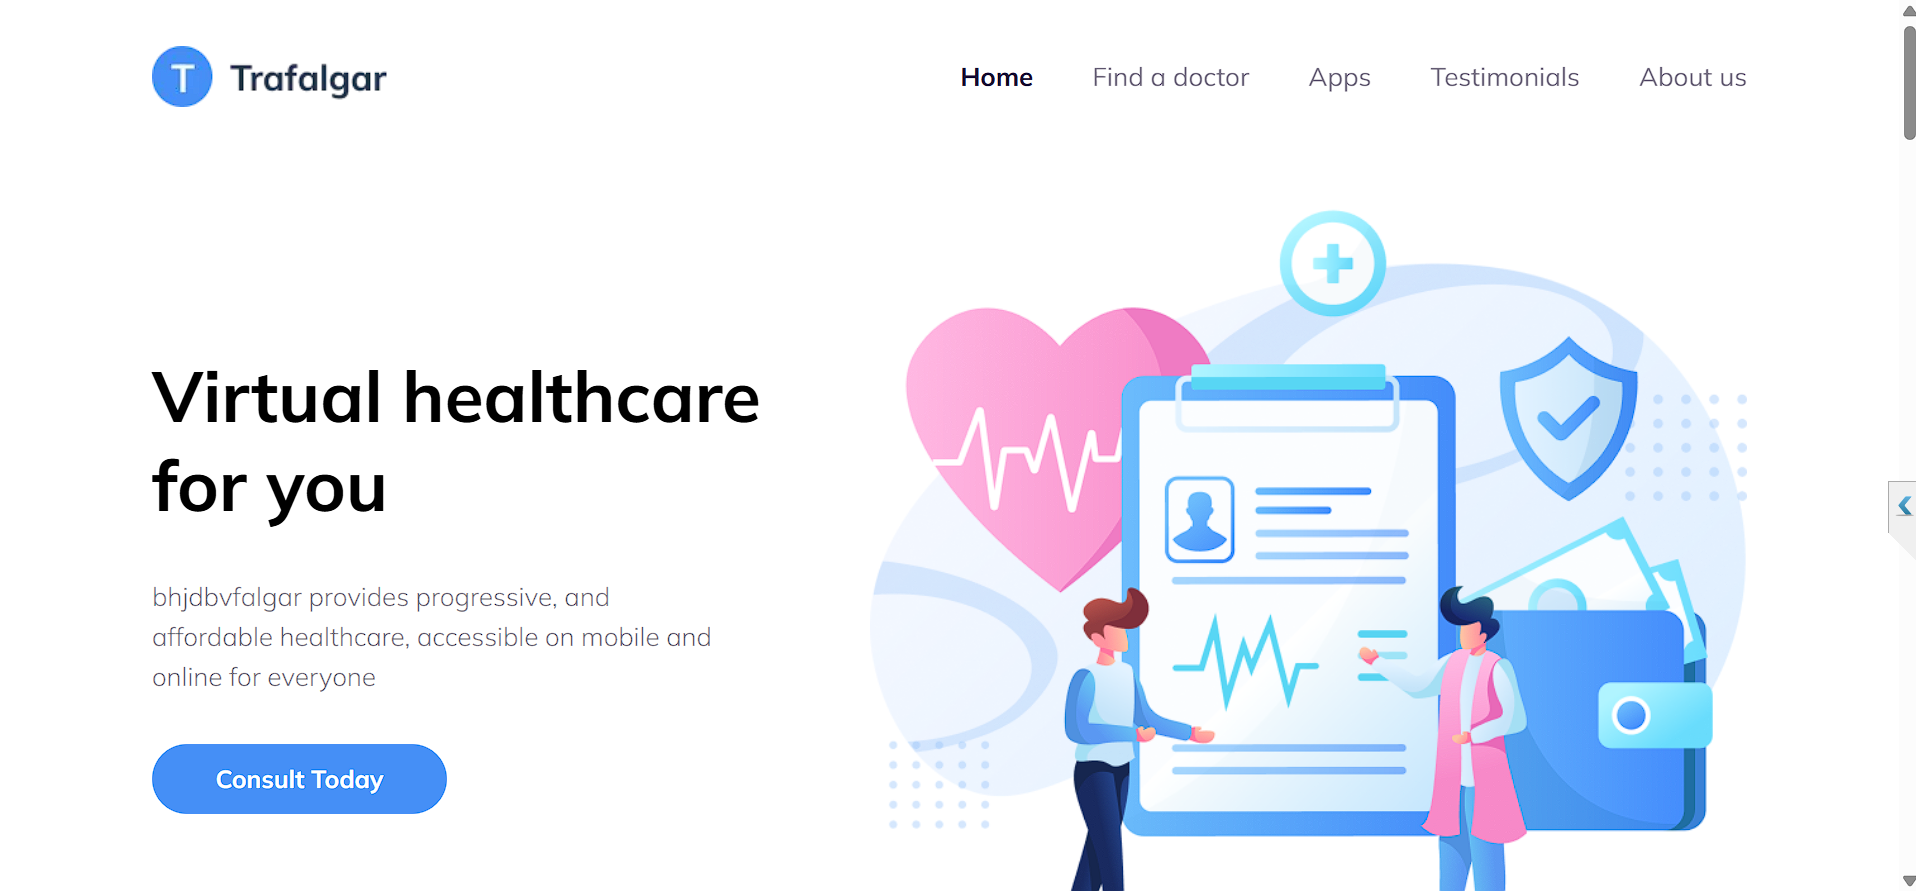 T Trafalgar
Home Find a doctor Apps Testimonials About us
Virtual healthcare
for you
bhjdbvfalgar provides progressive, and
affordable healthcare, accessible on mobile and
online for everyone
Consult Today